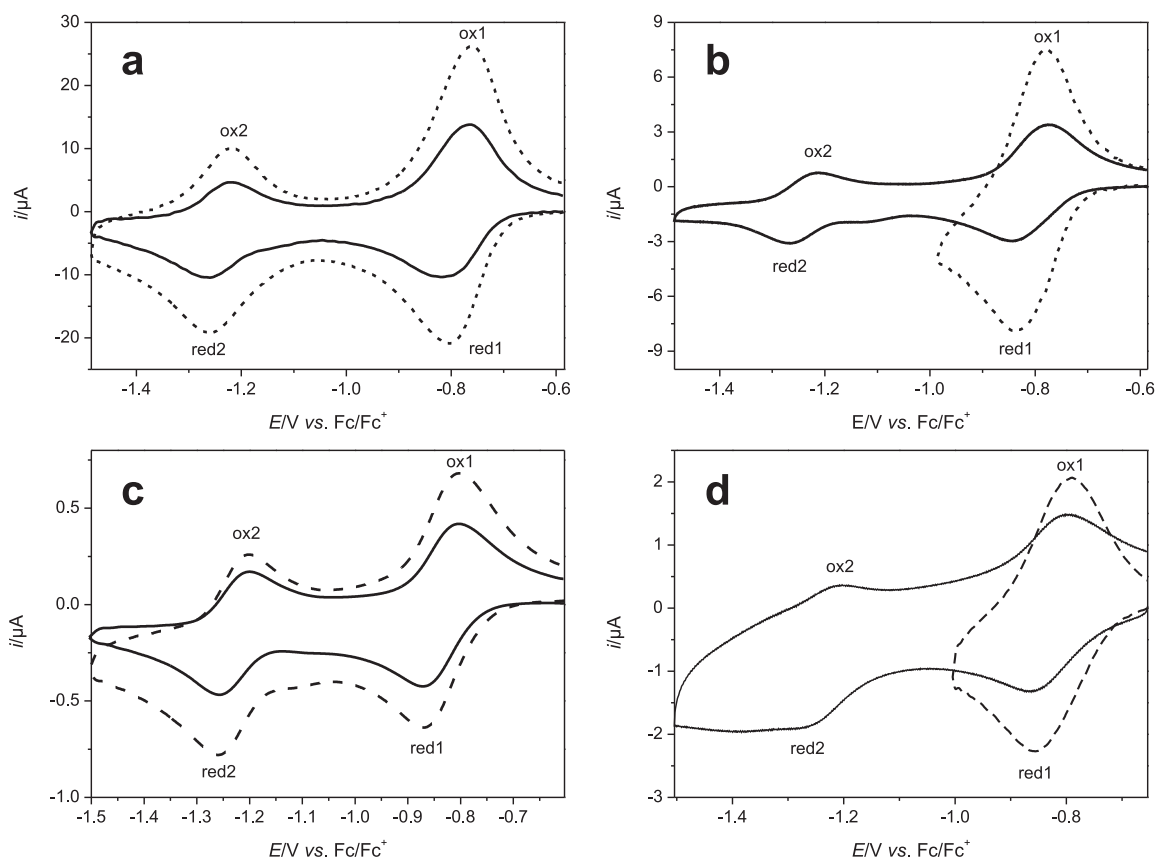 a
ox1
ox2
red2
red1
30
20
10
0
-10
-20
i/µA
-1.4 -1.2 -1.0 -0.8 -0.6
E/V vs. Fc/Fc⁺
b
ox1
ox2
red2
red1
9
6
3
0
-3
-6
-9
i/µA
-1.4 -1.2 -1.0 -0.8 -0.6
E/V vs. Fc/Fc⁺
c
ox1
ox2
red2
red1
0.5
0.0
-0.5
-1.0
i/µA
-1.5 -1.4 -1.3 -1.2 -1.1 -1.0 -0.9 -0.8 -0.7
E/V vs. Fc/Fc⁺
d
ox1
ox2
red2
red1
2
1
0
-1
-2
-3
i/µA
-1.4 -1.2 -1.0 -0.8
E/V vs. Fc/Fc⁺